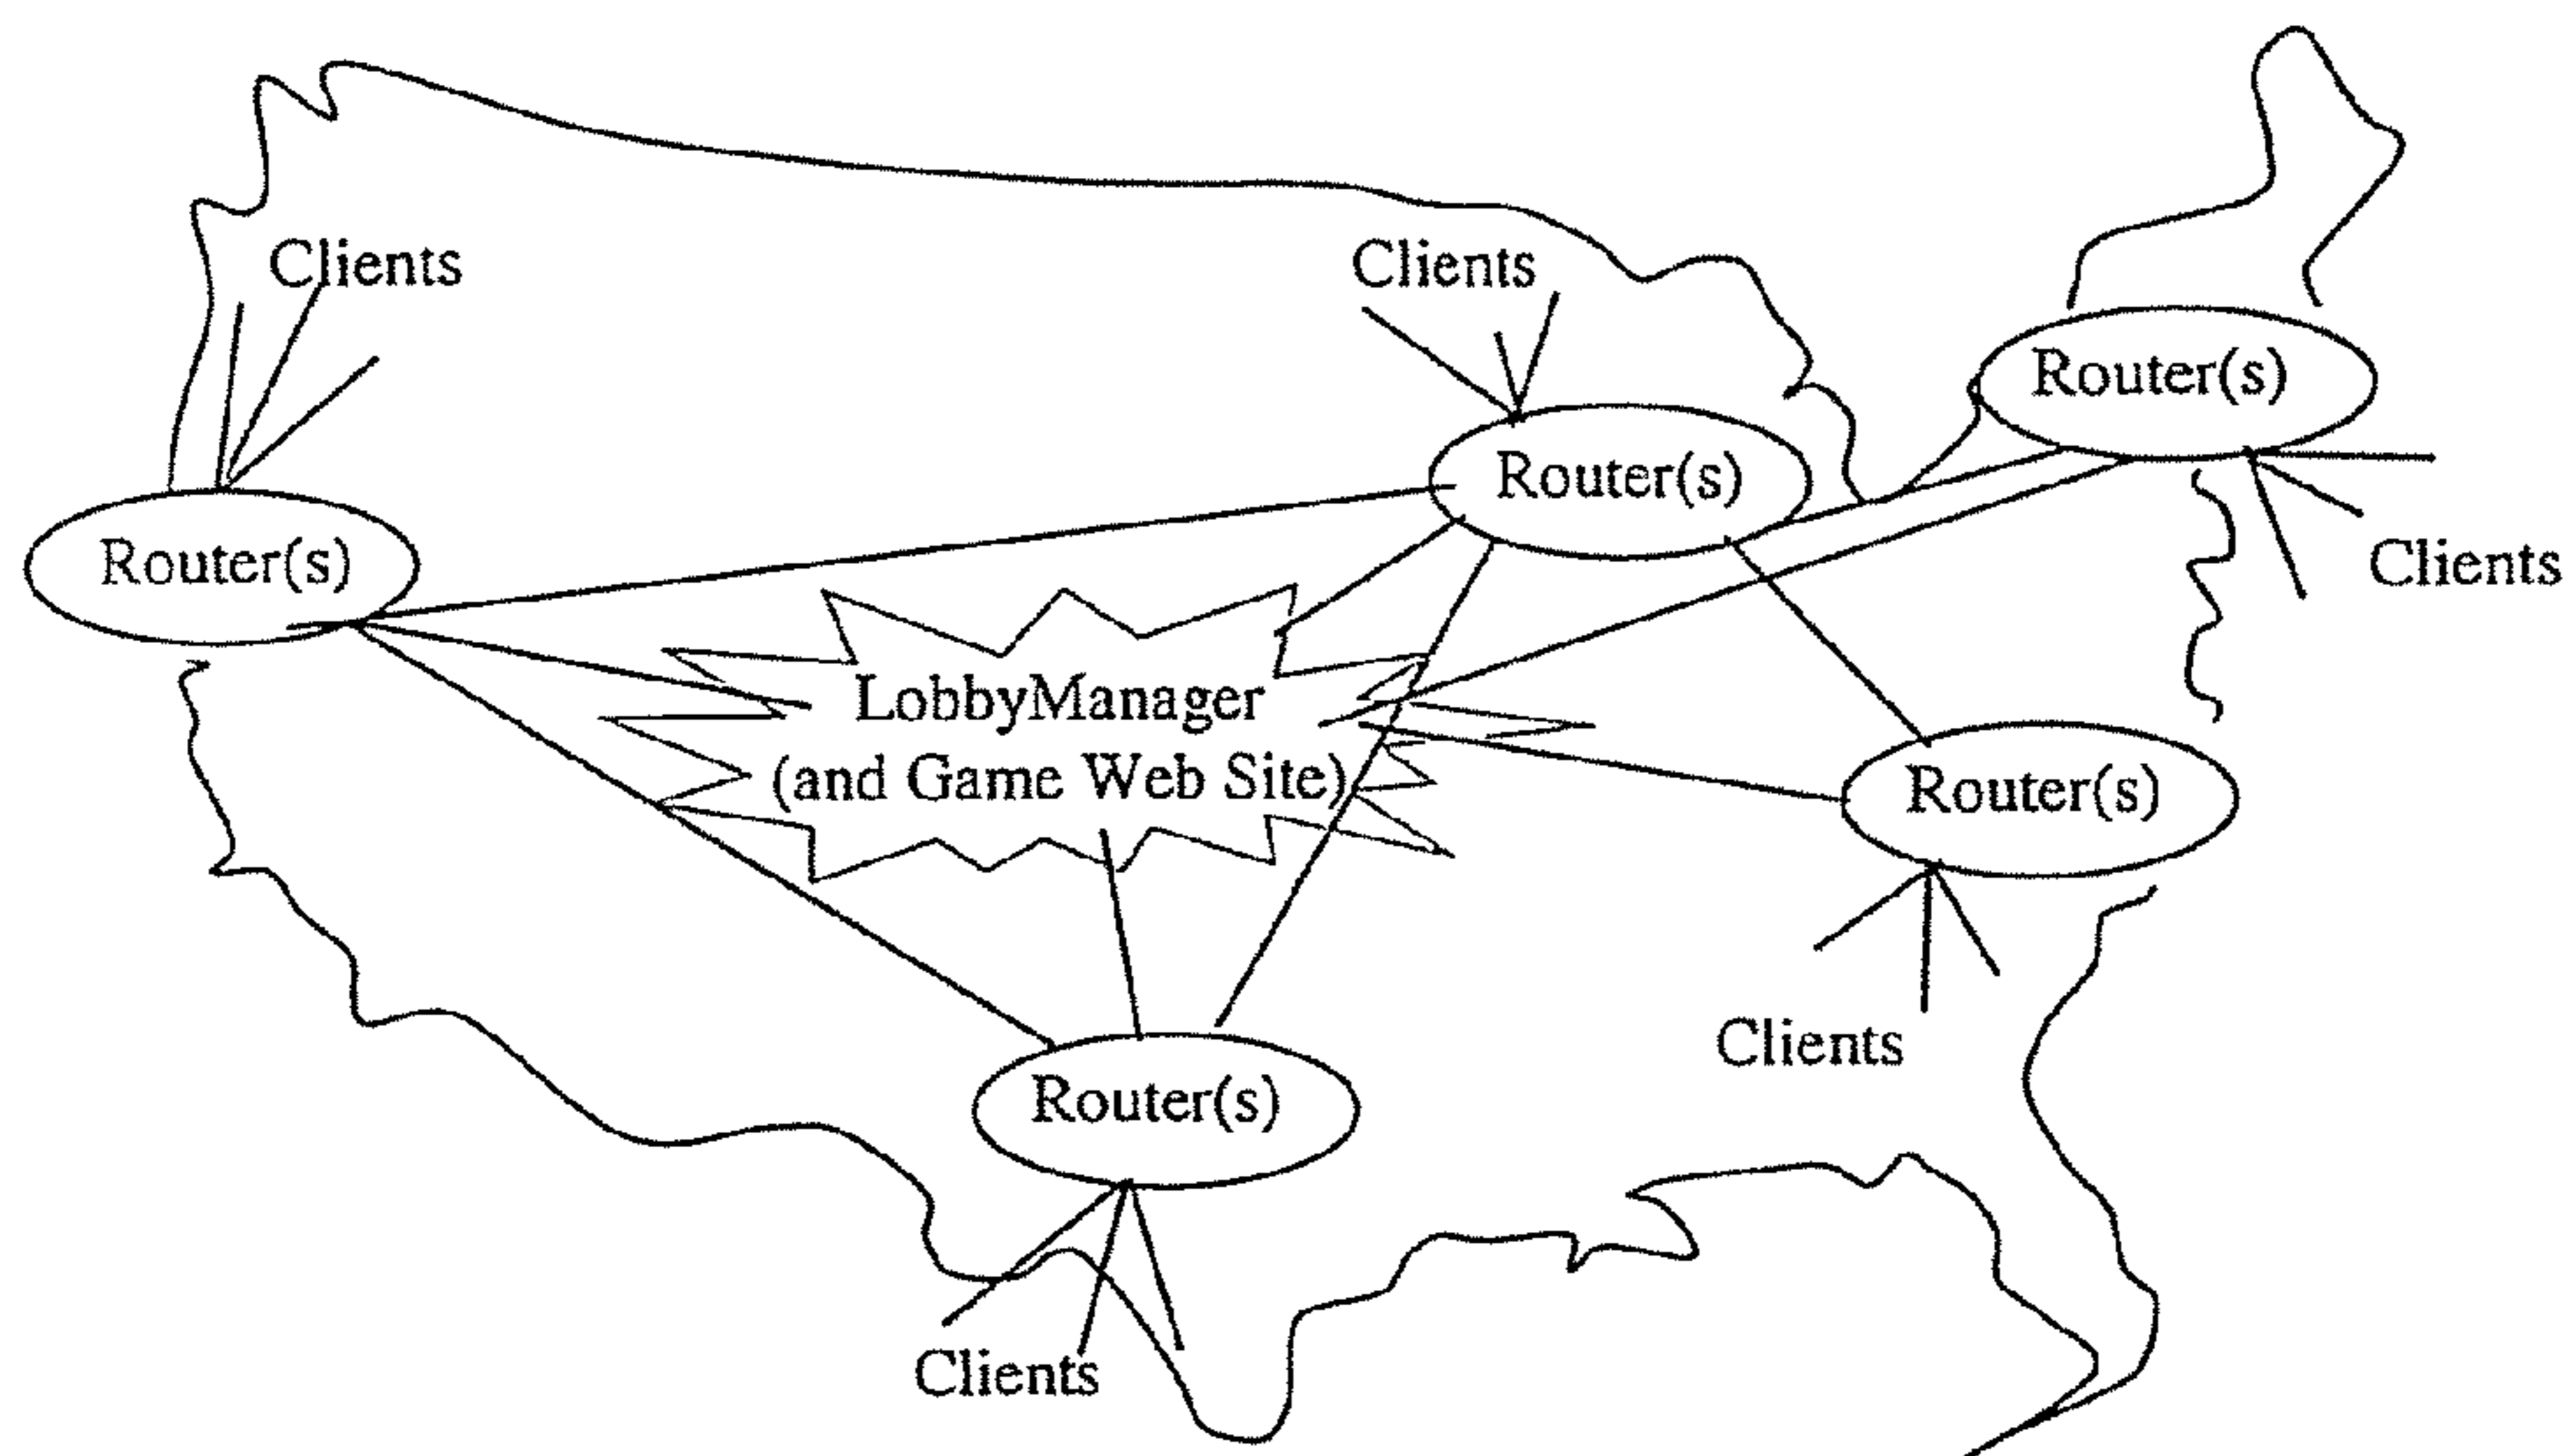 Clients
Clients
Router(s)
Router(s)
Router(s)
Clients
LobbyManager
(and Game Web Site)
Router(s)
Clients
Router(s)
Clients